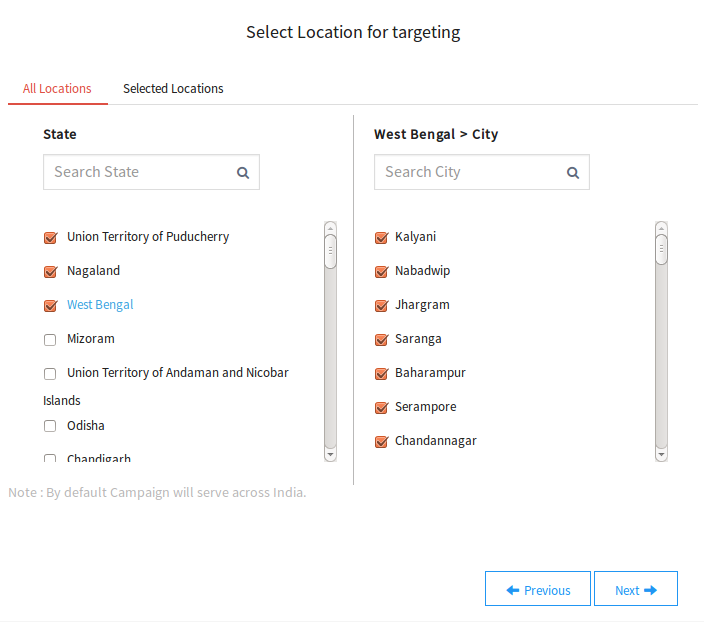 Select Location for targeting
All Locations
Selected Locations
State
Search State
Union Territory of Puducherry
Nagaland
West Bengal
Mizoram
Union Territory of Andaman and Nicobar
Islands
Odisha
Chandigarh
West Bengal > City
Search City
Kalyani
Nabadwip
Jhargram
Saranga
Baharampur
Serampore
Chandannagar
Note : By default Campaign will serve across India.
Previous
Next